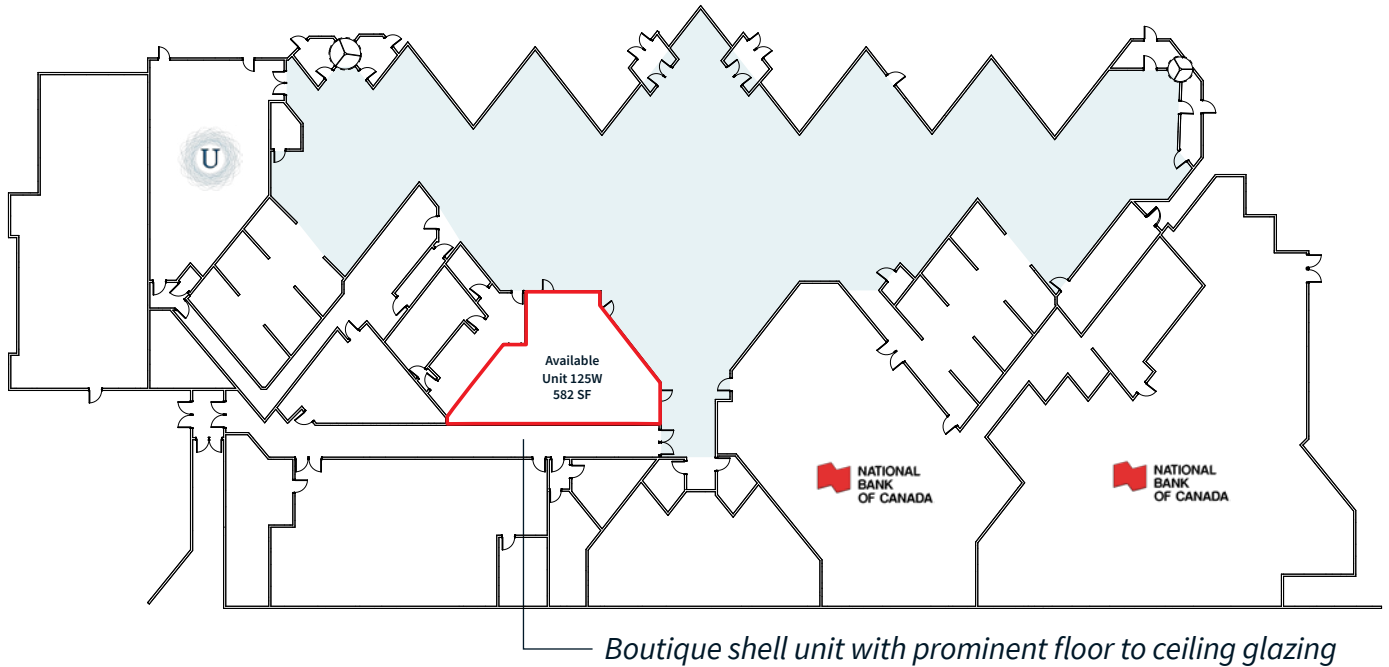 U
Available
Unit 125W
582 SF
NATIONAL
BANK
OF CANADA
NATIONAL
BANK
OF CANADA
Boutique shell unit with prominent floor to ceiling glazing